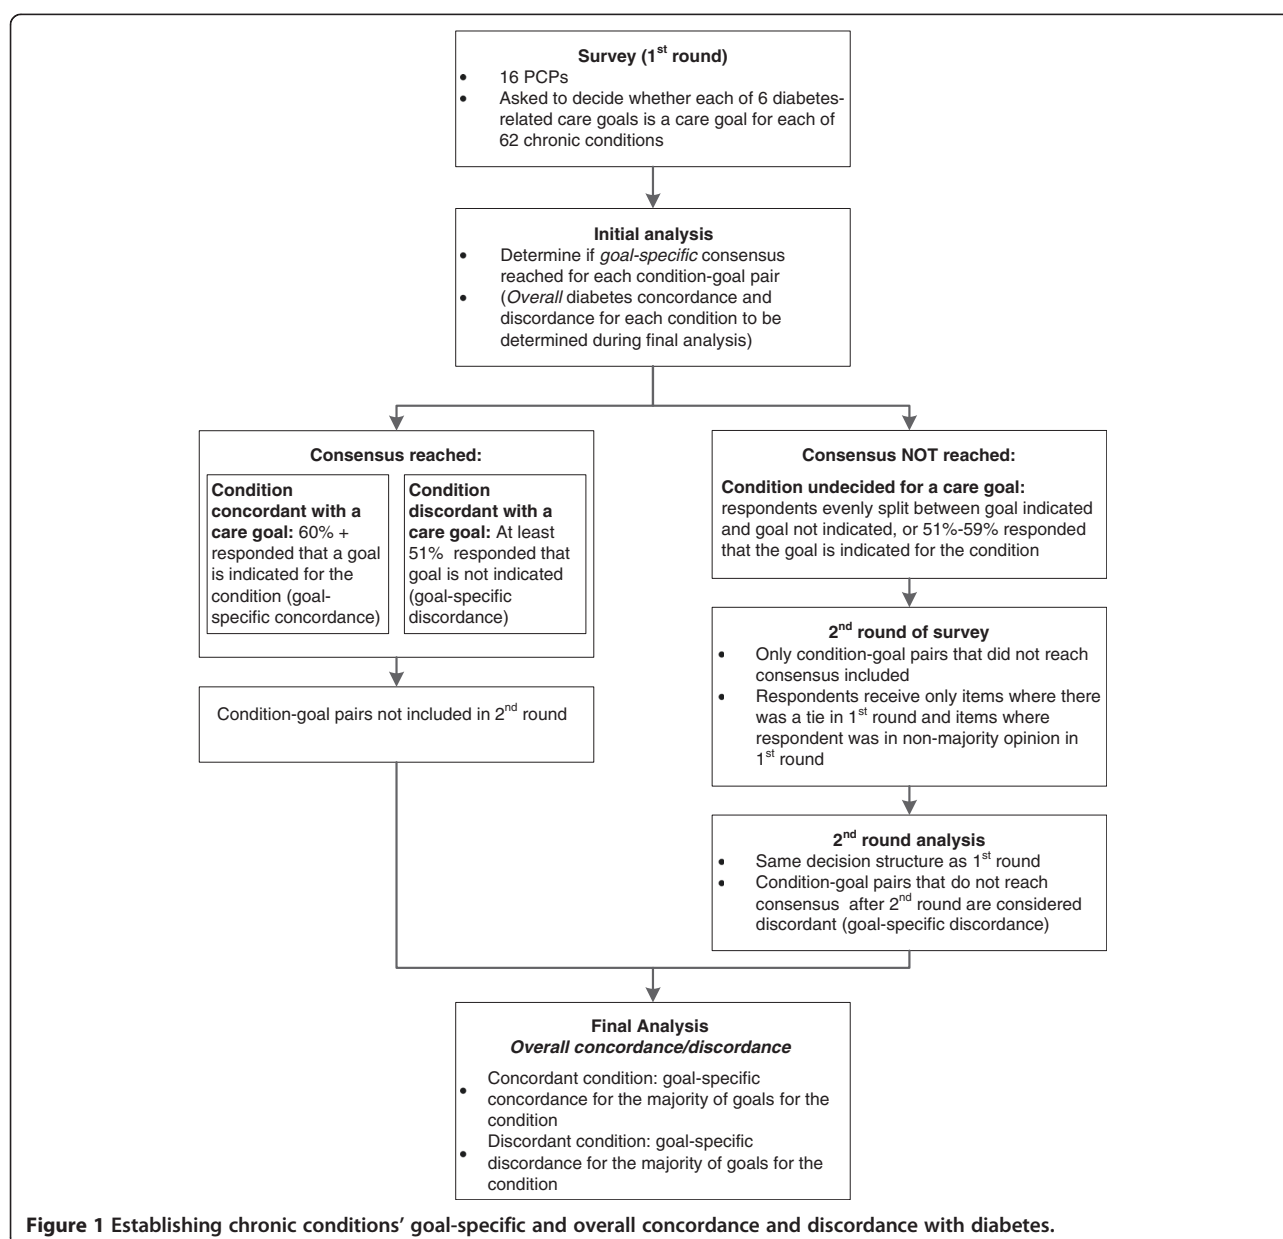 Survey (1st round)
• 16 PCPs
• Asked to decide whether each of 6 diabetes-
related care goals is a care goal for each of
62 chronic conditions
Initial analysis
• Determine if goal-specific consensus
reached for each condition-goal pair
• (Overall diabetes concordance and
discordance for each condition to be
determined during final analysis)
Consensus reached:
Condition
concordant with a
care goal: 60% +
responded that a goal
is indicated for the
condition (goal-
specific concordance)
Condition
discordant with a
care goal: At least
51% responded that
goal is not indicated
(goal-specific
discordance)
Condition-goal pairs not included in 2nd round
Consensus NOT reached:
Condition undecided for a care goal:
respondents evenly split between goal indicated
and goal not indicated, or 51%-59% responded
that the goal is indicated for the condition
2nd round of survey
• Only condition-goal pairs that did not reach
consensus included
• Respondents receive only items where there
was a tie in 1st round and items where
respondent was in non-majority opinion in
1st round
2nd round analysis
• Same decision structure as 1st round
• Condition-goal pairs that do not reach
consensus after 2nd round are considered
discordant (goal-specific discordance)
Final Analysis
Overall concordance/discordance
• Concordant condition: goal-specific
concordance for the majority of goals for the
condition
• Discordant condition: goal-specific
discordance for the majority of goals for the
condition
Figure 1 Establishing chronic conditions' goal-specific and overall concordance and discordance with diabetes.